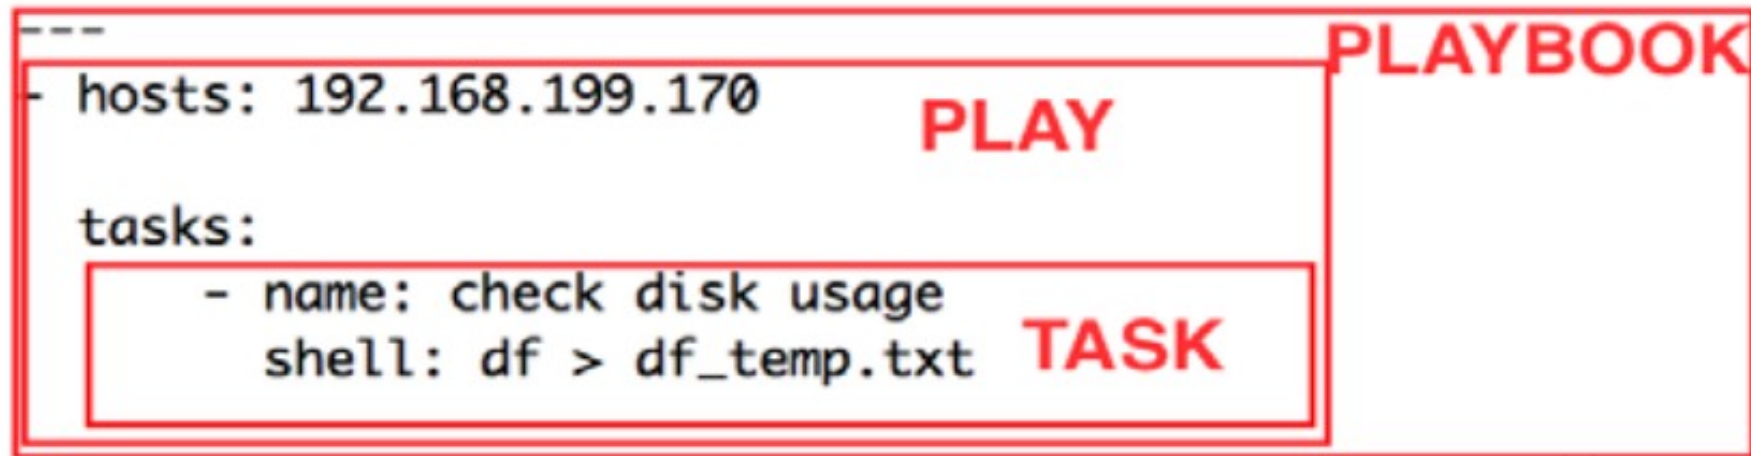 ---
PLAYBOOK
- hosts: 192.168.199.170
PLAY
tasks:
- name: check disk usage
shell: df > df_temp.txt
TASK